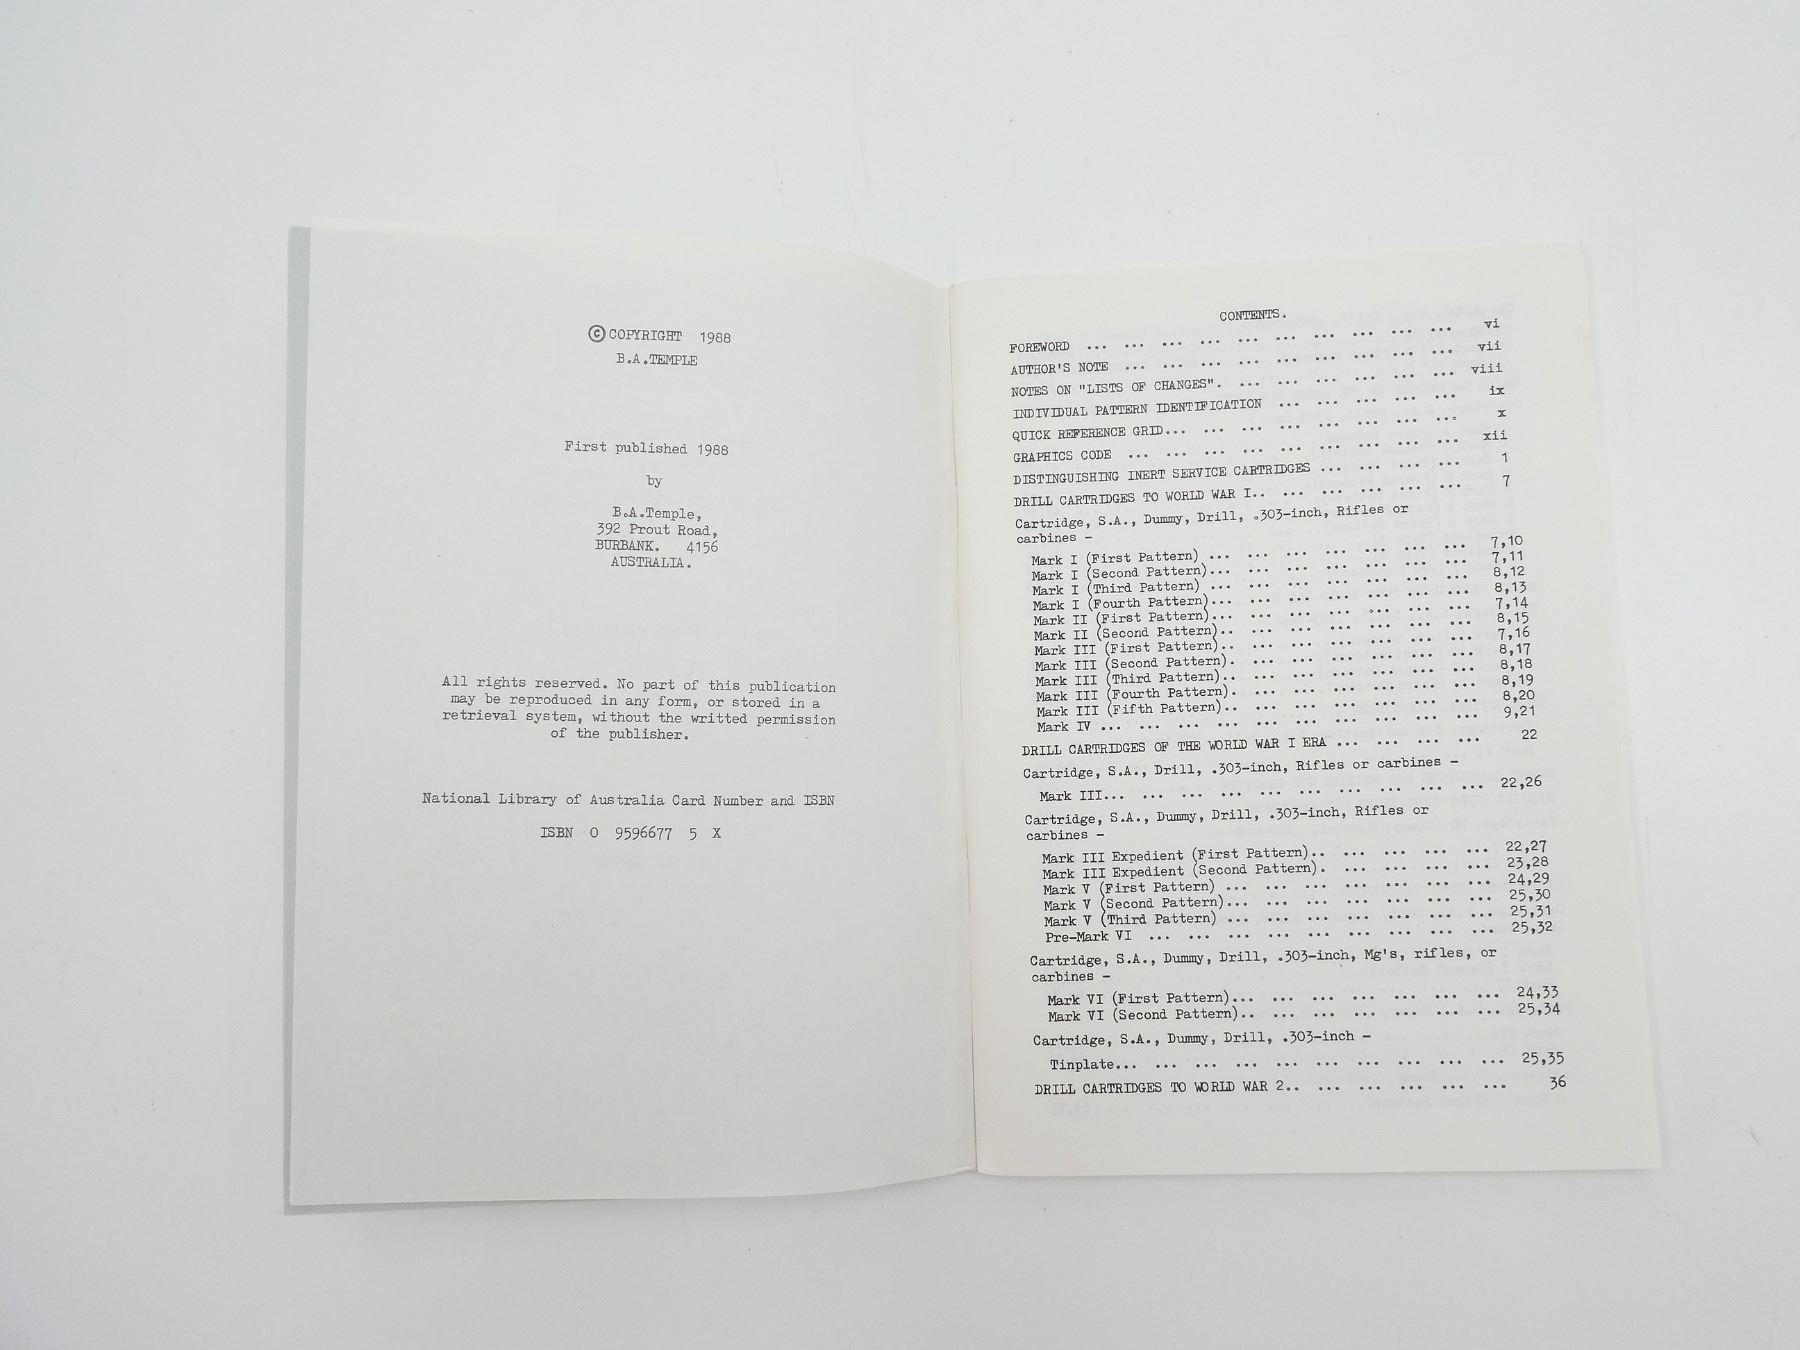 © COPYRIGHT 1988
B.A.TEMPLE
First published 1988
by
B.A.Temple,
392 Prout Road,
BURBANK. 4156
AUSTRALIA.
All rights reserved. No part of this publication
may be reproduced in any form, or stored in a
retrieval system, without the writted permission
of the publisher.
National Library of Australia Card Number and ISBN
ISBN 0 9596677 5 X
CONTENTS.
FOREWORD ... ... ... ... ... ... ... ... ... ... vi
AUTHOR'S NOTE ... ... ... ... ... ... ... ... ... vii
NOTES ON "LISTS OF CHANGES". ... ... ... ... ... ... viii
INDIVIDUAL PATTERN IDENTIFICATION ... ... ... ... ... ix
QUICK REFERENCE GRID... ... ... ... ... ... ... ... x
GRAPHICS CODE ... ... ... ... ... ... ... ... ... xii
DISTINGUISHING INERT SERVICE CARTRIDGES ... ... ... ... 1
DRILL CARTRIDGES TO WORLD WAR I.. ... ... ... ... ... 7
Cartridge, S.A., Dummy, Drill, .303-inch, Rifles or
carbines -
Mark I (First Pattern) ... ... ... ... ... ... ... 7,10
Mark I (Second Pattern)... ... ... ... ... ... ... 7,11
Mark I (Third Pattern) ... ... ... ... ... ... ... 8,12
Mark I (Fourth Pattern)... ... ... ... ... ... ... 8,13
Mark II (First Pattern)... ... ... ... ... ... ... 7,14
Mark II (Second Pattern).. ... ... ... ... ... ... 8,15
Mark III (First Pattern).. ... ... ... ... ... ... 7,16
Mark III (Second Pattern). ... ... ... ... ... ... 8,17
Mark III (Third Pattern).. ... ... ... ... ... ... 8,18
Mark III (Fourth Pattern). ... ... ... ... ... ... 8,19
Mark III (Fifth Pattern).. ... ... ... ... ... ... 8,20
Mark IV ... ... ... ... ... ... ... ... ... ... 9,21
DRILL CARTRIDGES OF THE WORLD WAR I ERA ... ... ... ... 22
Cartridge, S.A., Drill, .303-inch, Rifles or carbines -
Mark III... ... ... ... ... ... ... ... ... ... 22,26
Cartridge, S.A., Dummy, Drill, .303-inch, Rifles or
carbines -
Mark III Expedient (First Pattern).. ... ... ... ... 22,27
Mark III Expedient (Second Pattern). ... ... ... ... 23,28
Mark V (First Pattern) ... ... ... ... ... ... ... 24,29
Mark V (Second Pattern)... ... ... ... ... ... ... 25,30
Mark V (Third Pattern) ... ... ... ... ... ... ... 25,31
Pre-Mark VI ... ... ... ... ... ... ... ... ... 25,32
Cartridge, S.A., Dummy, Drill, .303-inch, Mg's, rifles, or
carbines -
Mark VI (First Pattern)... ... ... ... ... ... ... 24,33
Mark VI (Second Pattern).. ... ... ... ... ... ... 25,34
Cartridge, S.A., Dummy, Drill, .303-inch -
Tinplate... ... ... ... ... ... ... ... ... ... 25,35
DRILL CARTRIDGES TO WORLD WAR 2.. ... ... ... ... ... 36